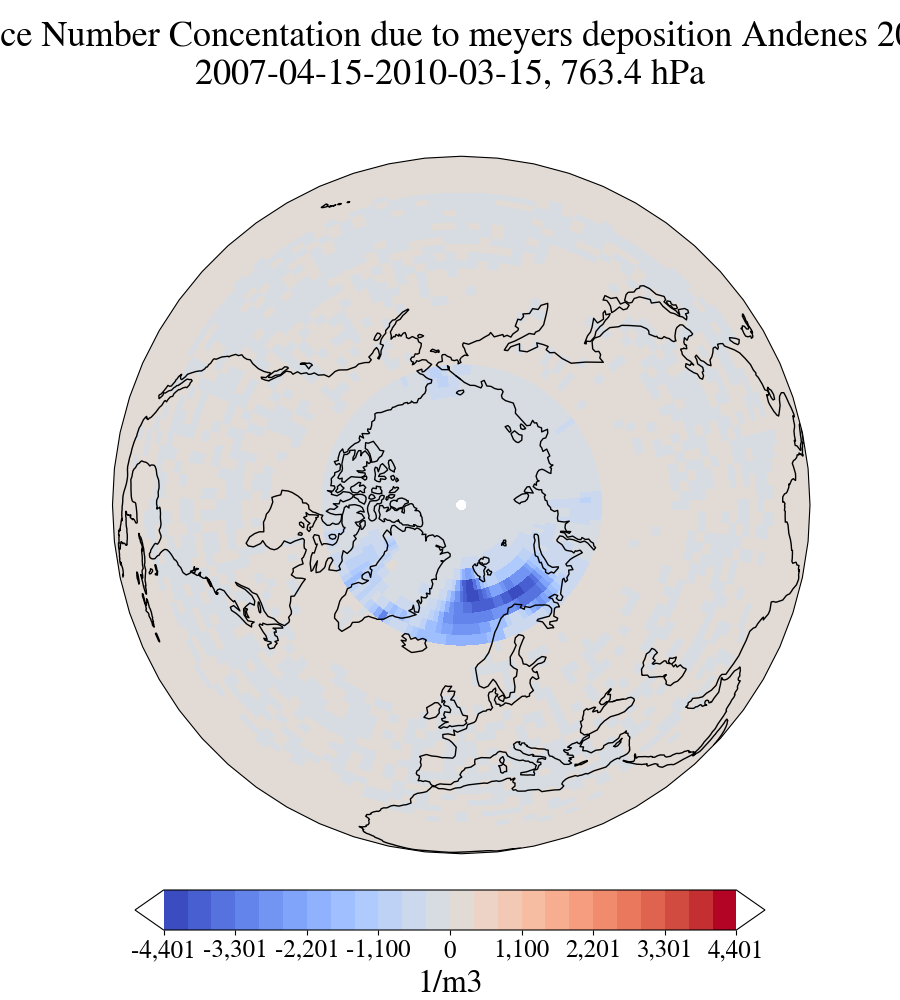 ce Number Concentation due to meyers deposition Andenes 20
2007-04-15-2010-03-15, 763.4 hPa
-4,401 -3,301 -2,201 -1,100 0 1,100 2,201 3,301 4,401
1/m3